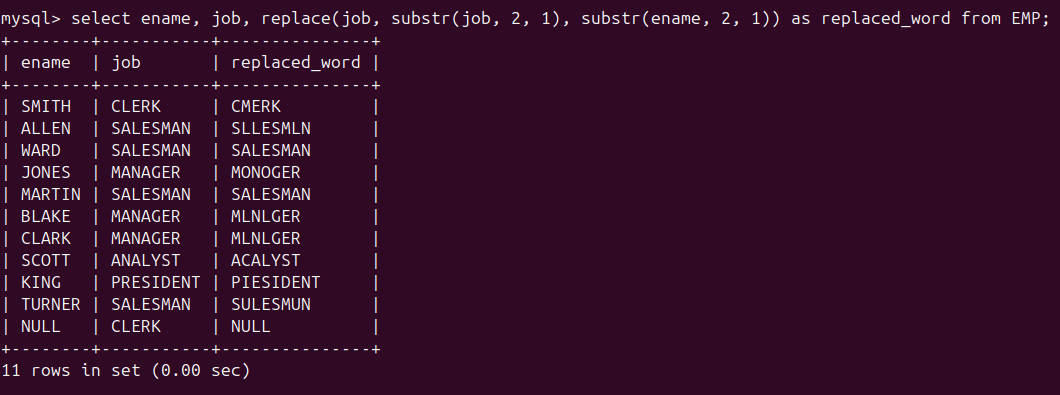 mysql> select ename, job, replace(job, substr(job, 2, 1), substr(ename, 2, 1)) as replaced_word from EMP;
+--------+-----------+---------------+
| ename  | job       | replaced_word |
+--------+-----------+---------------+
| SMITH  | CLERK     | CMERK         |
| ALLEN  | SALESMAN  | SLLESMLN      |
| WARD   | SALESMAN  | SALESMAN      |
| JONES  | MANAGER   | MONOGER       |
| MARTIN | SALESMAN  | SALESMAN      |
| BLAKE  | MANAGER   | MLNLGER       |
| CLARK  | MANAGER   | MLNLGER       |
| SCOTT  | ANALYST   | ACALYST       |
| KING   | PRESIDENT | PIESIDENT     |
| TURNER | SALESMAN  | SULESMUN      |
| NULL   | CLERK     | NULL          |
+--------+-----------+---------------+
11 rows in set (0.00 sec)